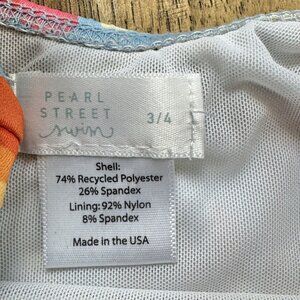 PEARL
STREET
swim
3/4
Shell:
74% Recycled Polyester
26% Spandex
Lining: 92% Nylon
8% Spandex
Made in the USA